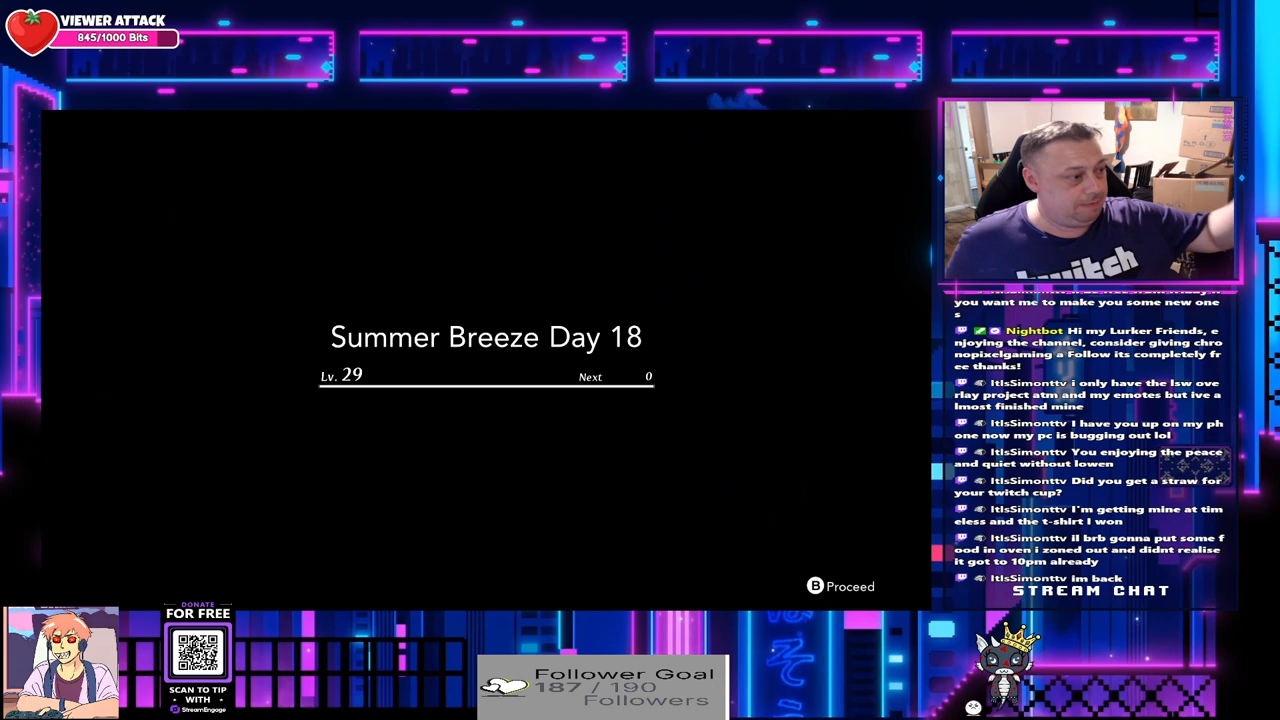 VIEWER ATTACK
845/1000 Bits
Summer Breeze Day 18
Lv. 29 Next 0
B Proceed
twitch
you want me to make you some new one
s
Nightbot Hi my Lurker Friends, e
njoying the channel, consider giving chro
nopixelgaming a Follow its completely fr
ee thanks!
ItIsSimonttv i only have the lsw ove
rlay project atm and my emotes but ive a
lmost finished mine
ItIsSimonttv I have you up on my ph
one now my pc is bugging out lol
ItIsSimonttv You enjoying the peace
and quiet without lowen
ItIsSimonttv Did you get a straw for
your twitch cup?
ItIsSimonttv I'm getting mine at tim
eless and the t-shirt I won
ItIsSimonttv il brb gonna put some f
ood in oven i zoned out and didnt realise
it got to 10pm already
ItIsSimonttv im back
STREAM CHAT
DONATE
FOR FREE
SCAN TO TIP
WITH
StreamEngage
Follower Goal
187 / 190
Followers